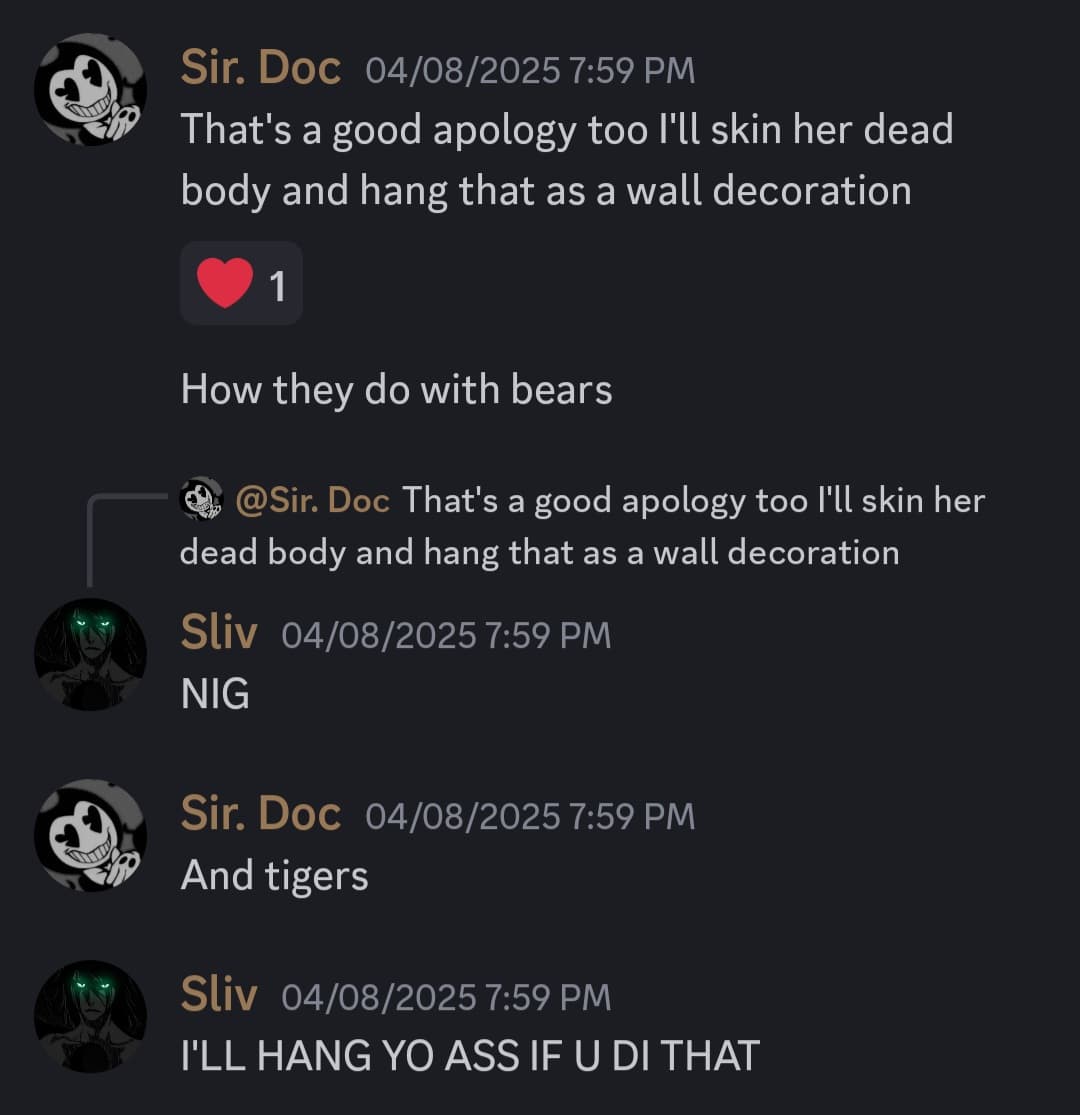 Sir. Doc 04/08/2025 7:59 PM
That's a good apology too I'll skin her dead
body and hang that as a wall decoration
❤️ 1
How they do with bears
@Sir. Doc That's a good apology too I'll skin her
dead body and hang that as a wall decoration
Sliv 04/08/2025 7:59 PM
NIG
Sir. Doc 04/08/2025 7:59 PM
And tigers
Sliv 04/08/2025 7:59 PM
I'LL HANG YO ASS IF U DI THAT